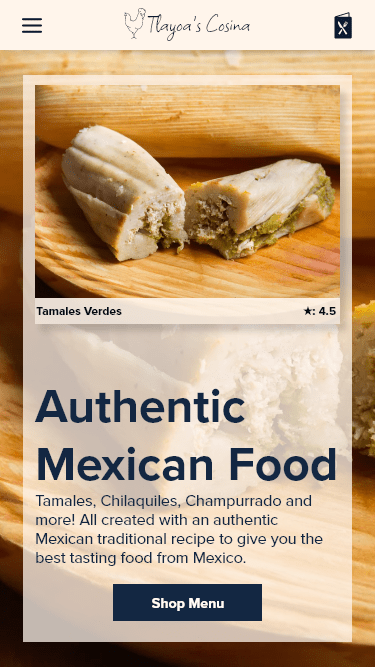 Tlayoa's Cosina
Tamales Verdes
★: 4.5
Authentic
Mexican Food
Tamales, Chilaquiles, Champurrado and
more! All created with an authentic
Mexican traditional recipe to give you the
best tasting food from Mexico.
Shop Menu